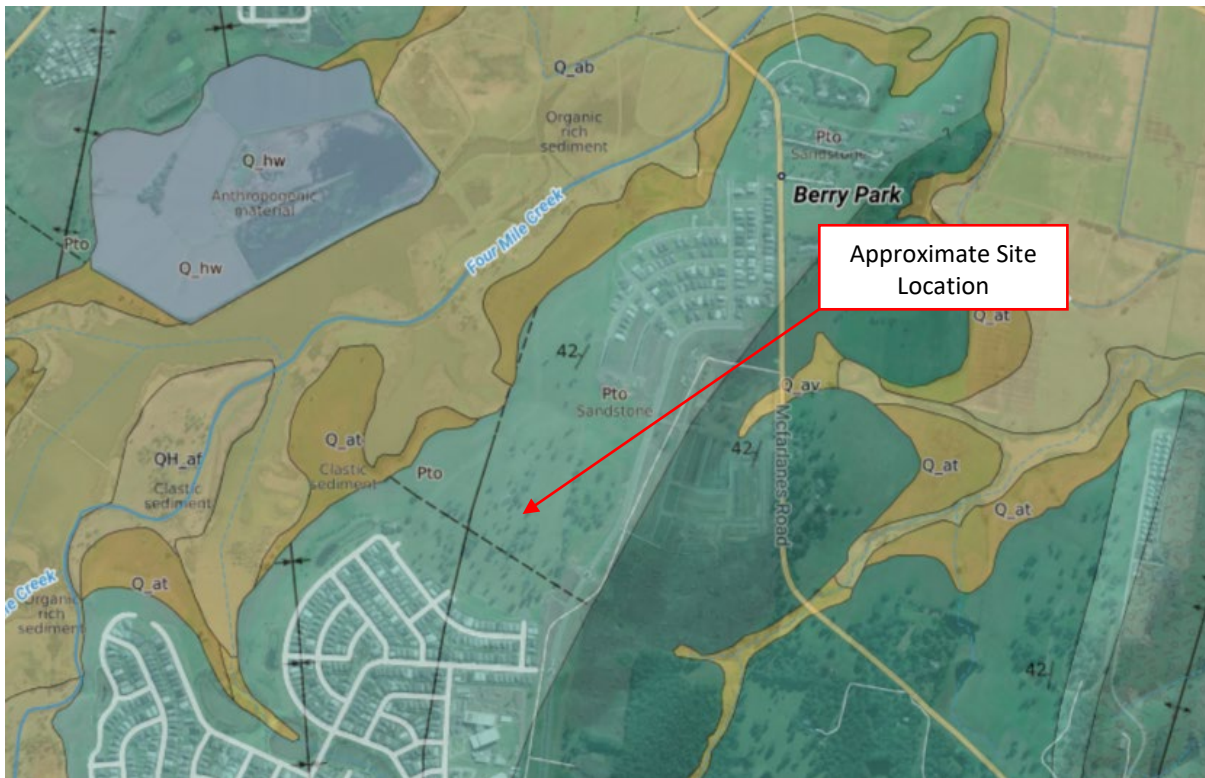 Q_ab
Organic
rich
sediment
Pto
Sandstone
Q_hw
Anthropogenic
material
Berry Park
Four Mile Creek
Pto
Q_hw
Approximate Site
Location
Q_at
42
Pto
Sandstone
Q_av
Mcfarlanes Road
Q_at
Clastic
sediment
QH_af
Clastic
sediment
Pto
42
Q_at
Q_at
Q_at
Creek
Organic
rich
sediment
42